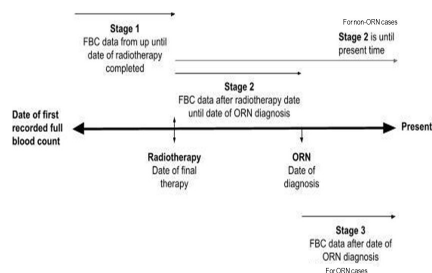 For non-ORN cases
Stage 1
FBC data from up until
date of radiotherapy
completed
Stage 2 is until
present time
Stage 2
FBC data after radiotherapy date
until date of ORN diagnosis
Date of first
recorded full
blood count
Present
Radiotherapy
Date of final
therapy
ORN
Date of
diagnosis
Stage 3
FBC data after date of
ORN diagnosis
For ORN cases